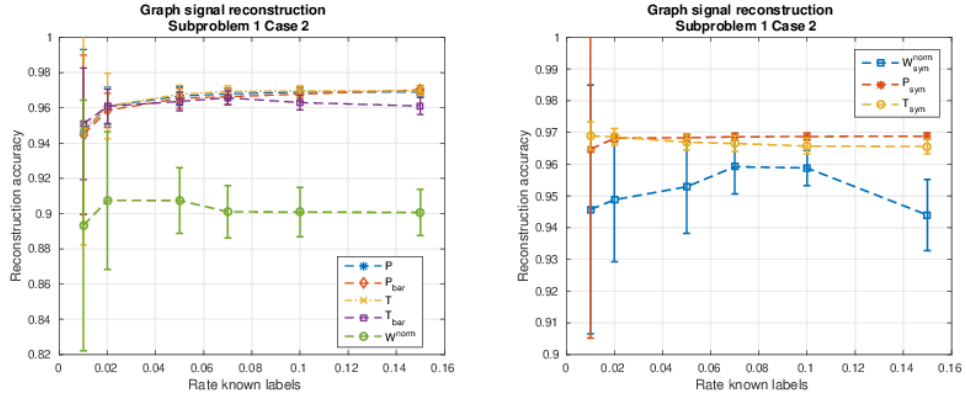 Graph signal reconstruction
Subproblem 1 Case 2
1
0.98
0.96
0.94
0.92
0.9
0.88
0.86
0.84
0.82
Reconstruction accuracy
0
0.02
0.04
0.06
0.08
0.1
0.12
0.14
0.16
Rate known labels
P
P_bar
T
T_bar
W^norm
Graph signal reconstruction
Subproblem 1 Case 2
1
0.99
0.98
0.97
0.96
0.95
0.94
0.93
0.92
0.91
0.9
Reconstruction accuracy
0
0.02
0.04
0.06
0.08
0.1
0.12
0.14
0.16
Rate known labels
W^norm_sym
P_sym
T_sym